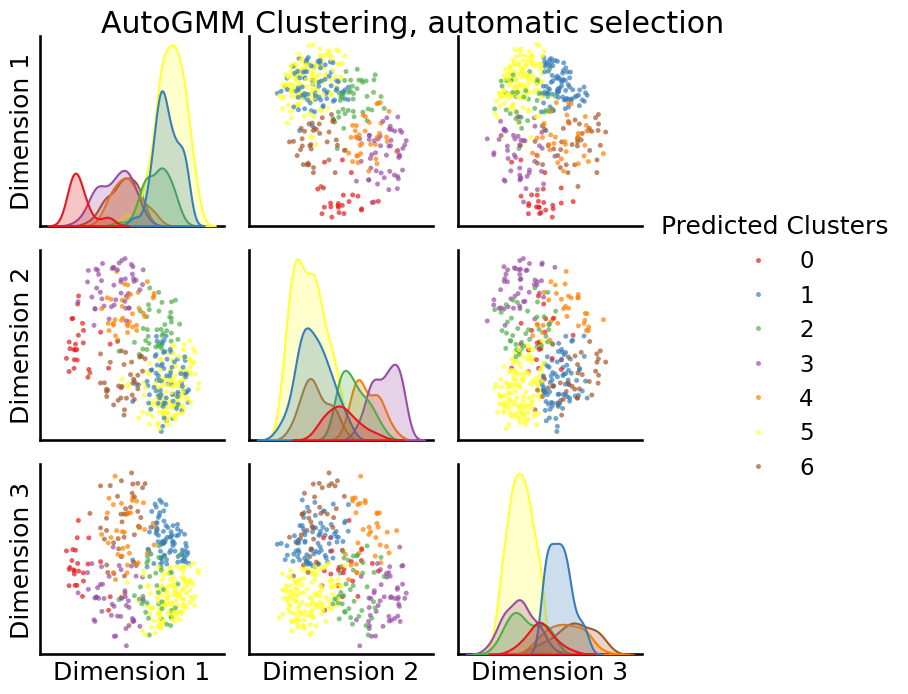 AutoGMM Clustering, automatic selection
Dimension 1
Dimension 2
Dimension 3
Dimension 1
Dimension 2
Dimension 3
Predicted Clusters
0
1
2
3
4
5
6